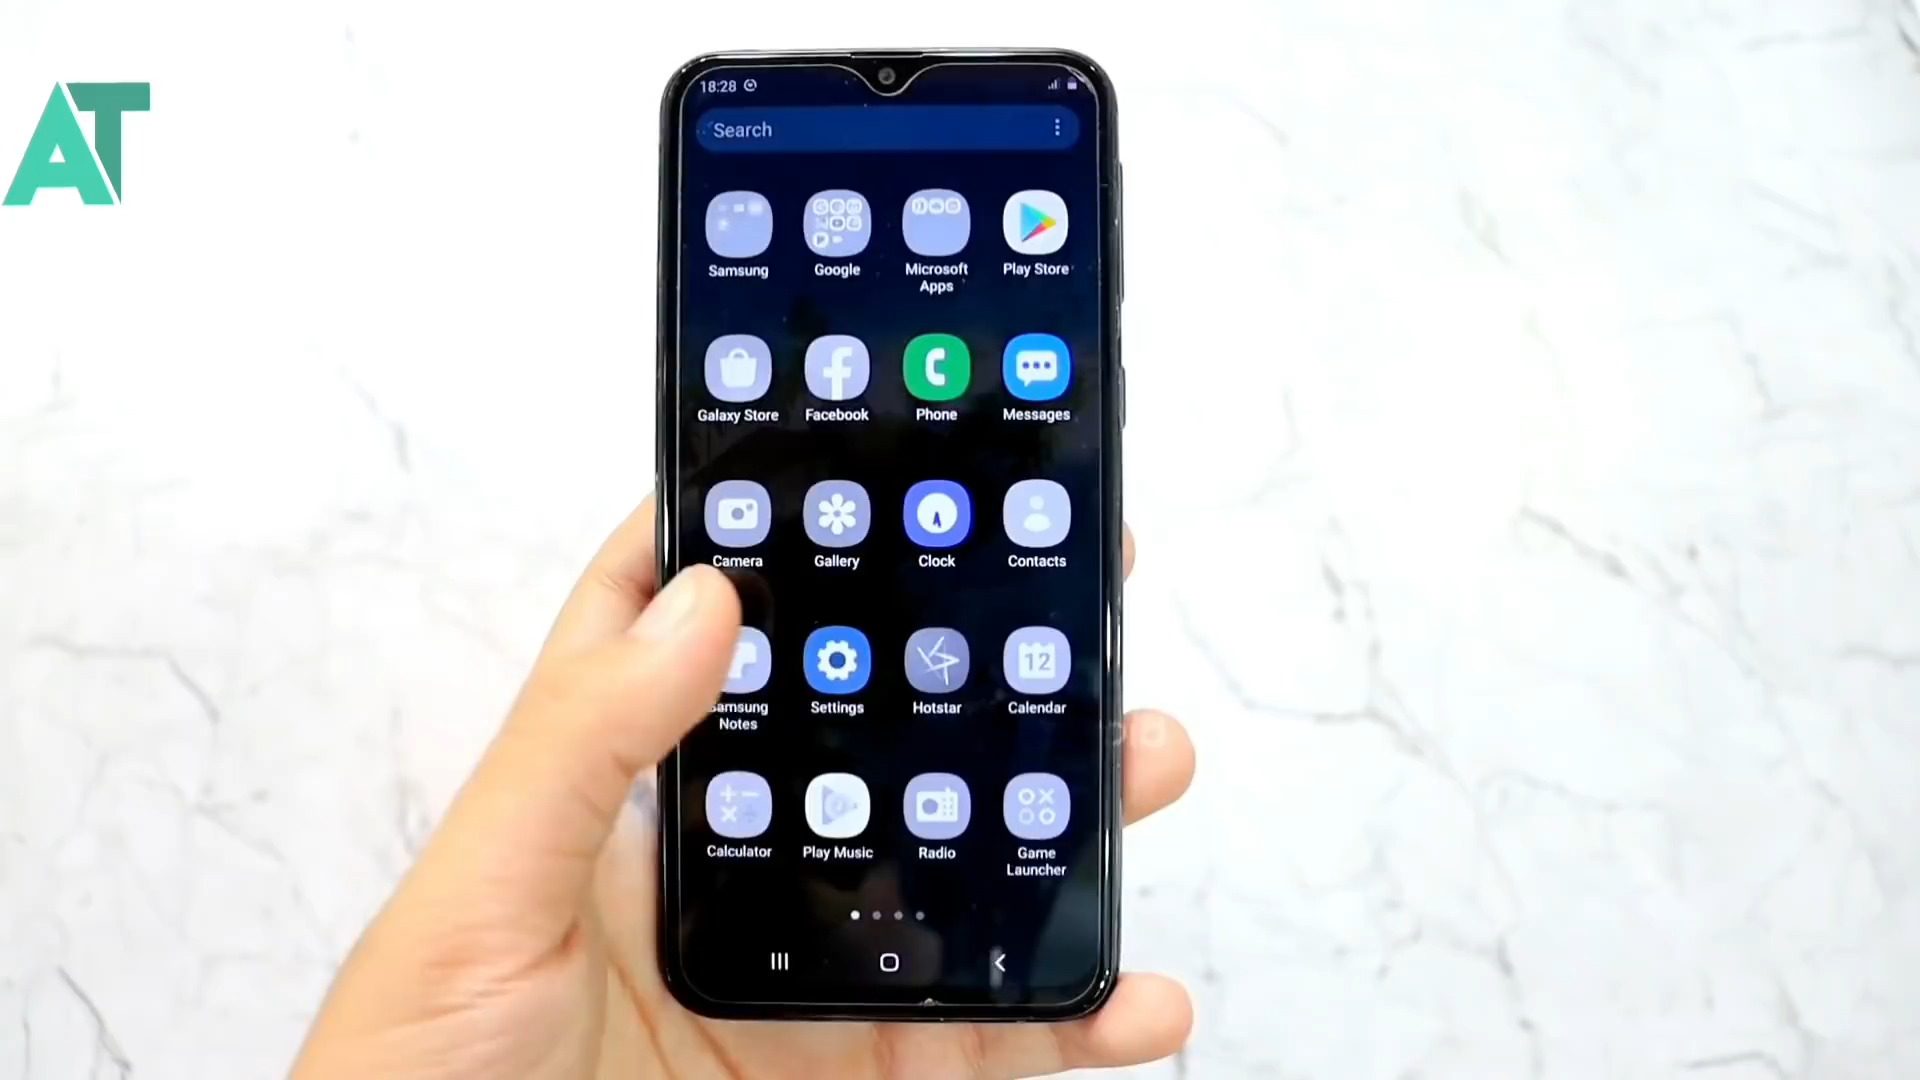 AT
18:28
Search
Samsung
Google
Microsoft
Apps
Play Store
Galaxy Store
Facebook
Phone
Messages
Camera
Gallery
Clock
Contacts
Samsung
Notes
Settings
Hotstar
12
Calendar
Calculator
Play Music
Radio
Game
Launcher